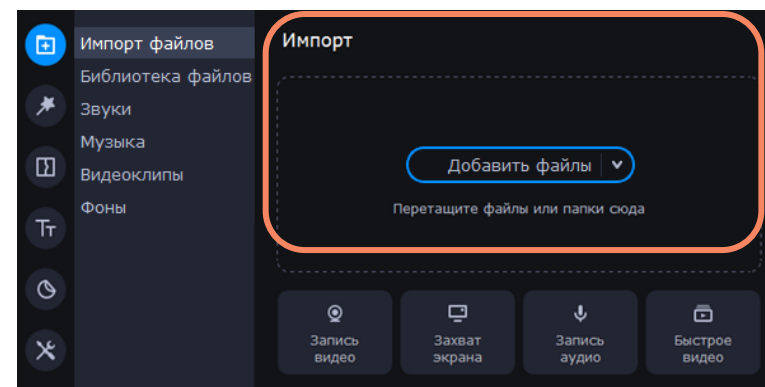 Импорт файлов
Библиотека файлов
Звуки
Музыка
Видеоклипы
Фоны
Импорт
Добавить файлы
Перетащите файлы или папки сюда
Запись
видео
Захват
экрана
Запись
аудио
Быстрое
видео
Тт